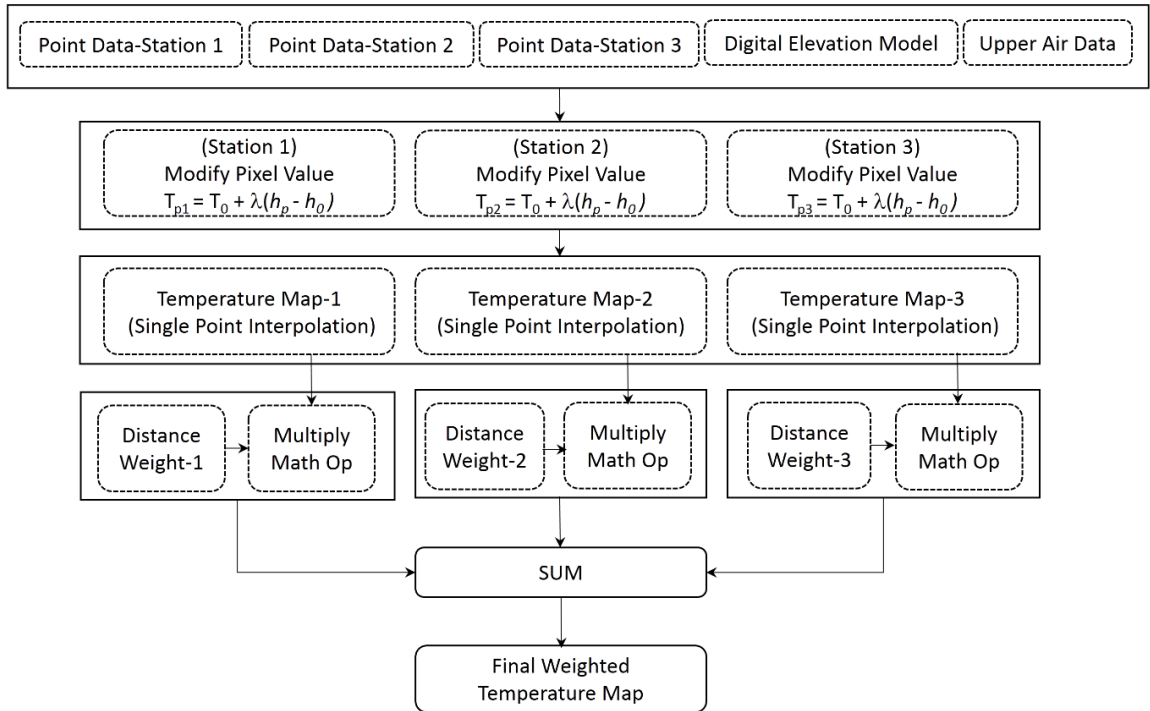 Point Data-Station 1
Point Data-Station 2
Point Data-Station 3
Digital Elevation Model
Upper Air Data
(Station 1)
Modify Pixel Value
Tp1 = T0 + λ(hp - h0)
(Station 2)
Modify Pixel Value
Tp2 = T0 + λ(hp - h0)
(Station 3)
Modify Pixel Value
Tp3 = T0 + λ(hp - h0)
Temperature Map-1
(Single Point Interpolation)
Temperature Map-2
(Single Point Interpolation)
Temperature Map-3
(Single Point Interpolation)
Distance
Weight-1
Multiply
Math Op
Distance
Weight-2
Multiply
Math Op
Distance
Weight-3
Multiply
Math Op
SUM
Final Weighted
Temperature Map